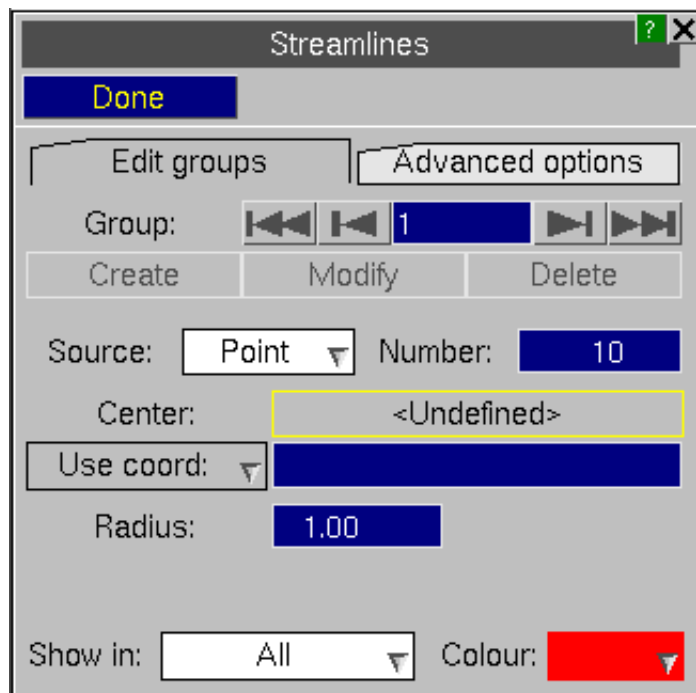 Streamlines ?
Done
Edit groups Advanced options
Group: 1
Create Modify Delete
Source: Point Number: 10
Center: <Undefined>
Use coord:
Radius: 1.00
Show in: All Colour: